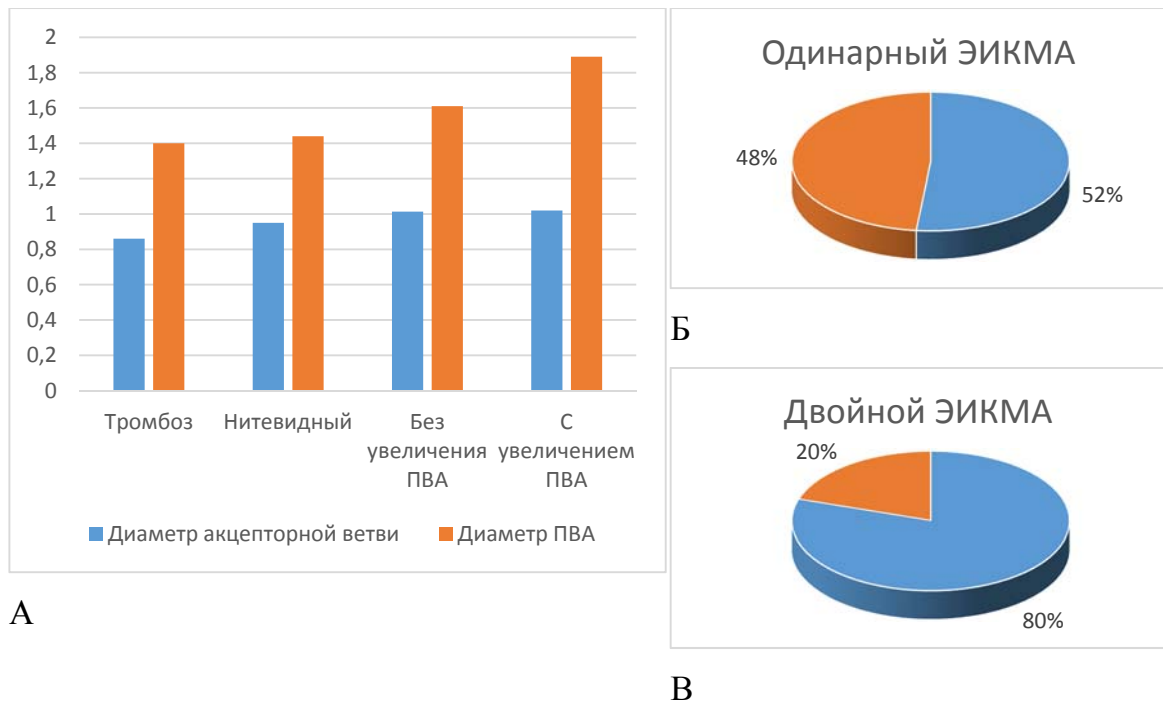 2
1,8
1,6
1,4
1,2
1
0,8
0,6
0,4
0,2
0
Тромбоз
Нитевидный
Без
увеличения
ПВА
С
увеличением
ПВА
Диаметр акцепторной ветви
Диаметр ПВА
А
Одинарный ЭИКМА
48%
52%
Б
Двойной ЭИКМА
20%
80%
В